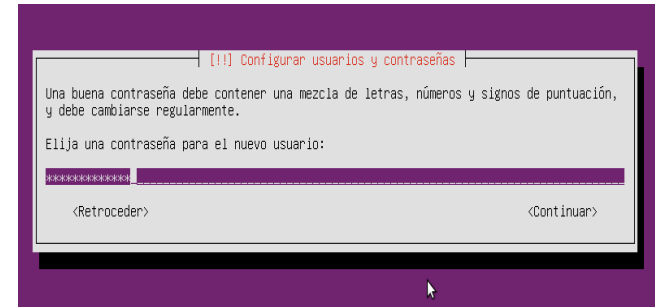 [!!] Configurar usuarios y contraseñas
Una buena contraseña debe contener una mezcla de letras, números y signos de puntuación,
y debe cambiarse regularmente.
Elija una contraseña para el nuevo usuario:
*************
<Retroceder> <Continuar>